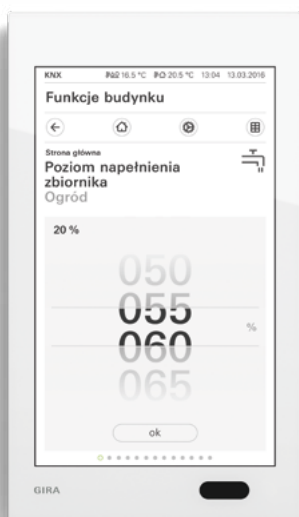 KNX 16.5 °C 20.5 °C 13:04 13.03.2016
Funkcje budynku
Strona główna
Poziom napełnienia
zbiornika
Ogród
20 %
050
055
%
060
065
ok
GIRA